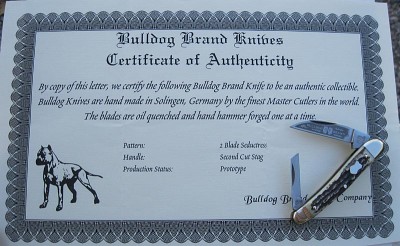 Bulldog Brand Knives
Certificate of Authenticity
By copy of this letter, we certify the following Bulldog Brand Knife to be an authentic collectible.
Bulldog Knives are hand made in Solingen, Germany by the finest Master Cutlers in the world.
The blades are oil quenched and hand hammer forged one at a time.
Pattern: 2 Blade Seductress
Handle: Second Cut Stag
Production Status: Prototype
Bulldog Company